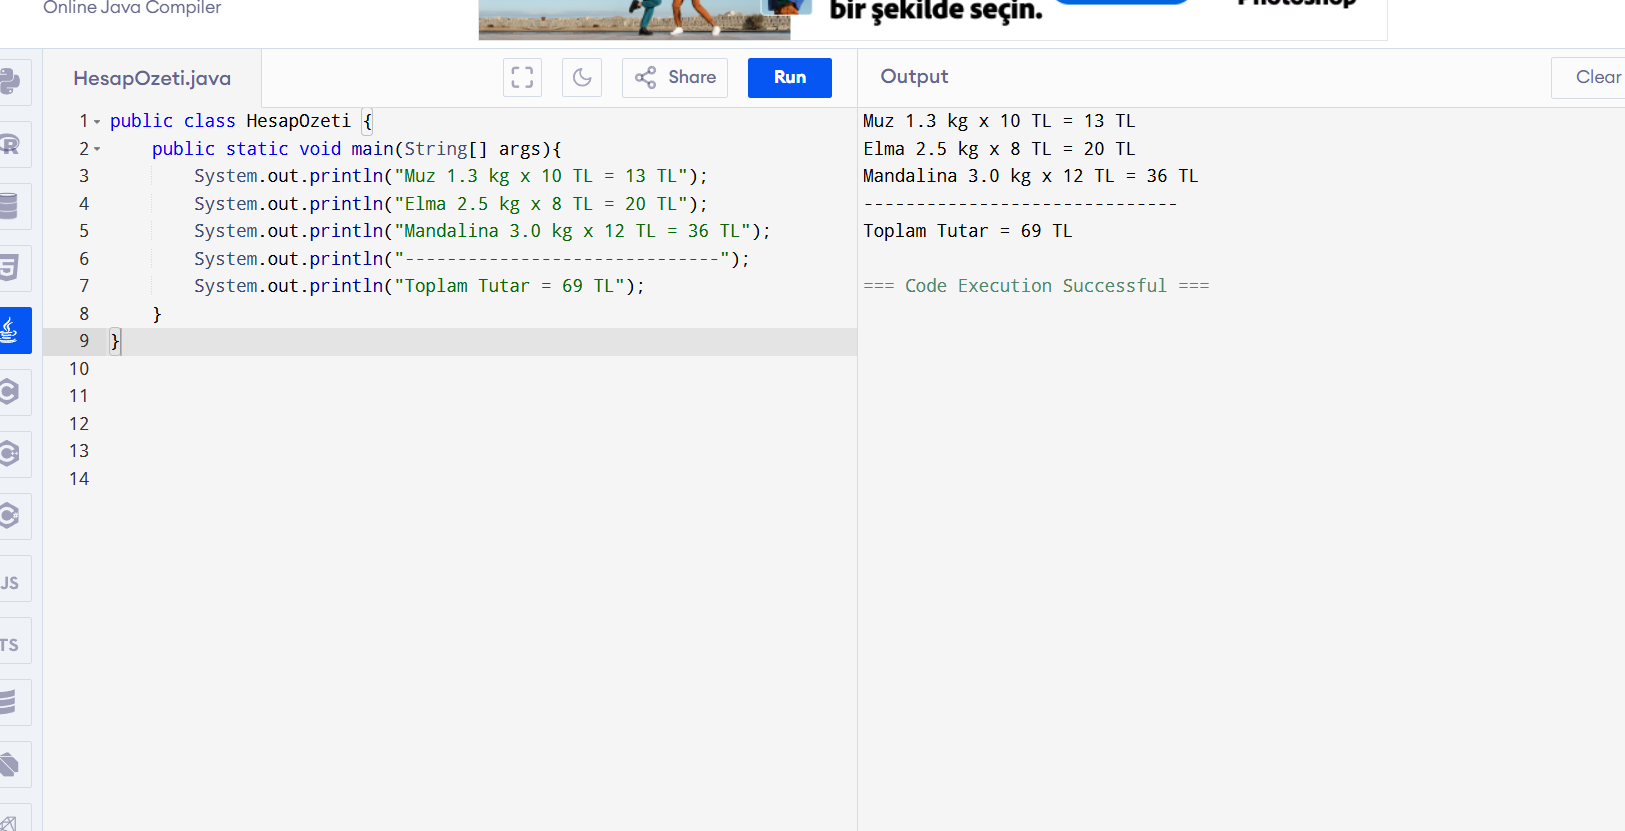 Online Java Compiler
bir şekilde seçin.
Photoshop
HesapOzeti.java
Share
Run
Output
Clear
1 public class HesapOzeti {
2 public static void main(String[] args){
3 System.out.println("Muz 1.3 kg x 10 TL = 13 TL");
4 System.out.println("Elma 2.5 kg x 8 TL = 20 TL");
5 System.out.println("Mandalina 3.0 kg x 12 TL = 36 TL");
6 System.out.println("------------------------------");
7 System.out.println("Toplam Tutar = 69 TL");
8 }
9 }
10
11
12
13
14
Muz 1.3 kg x 10 TL = 13 TL
Elma 2.5 kg x 8 TL = 20 TL
Mandalina 3.0 kg x 12 TL = 36 TL
------------------------------
Toplam Tutar = 69 TL
=== Code Execution Successful ===
R
5
C
C
C
JS
TS